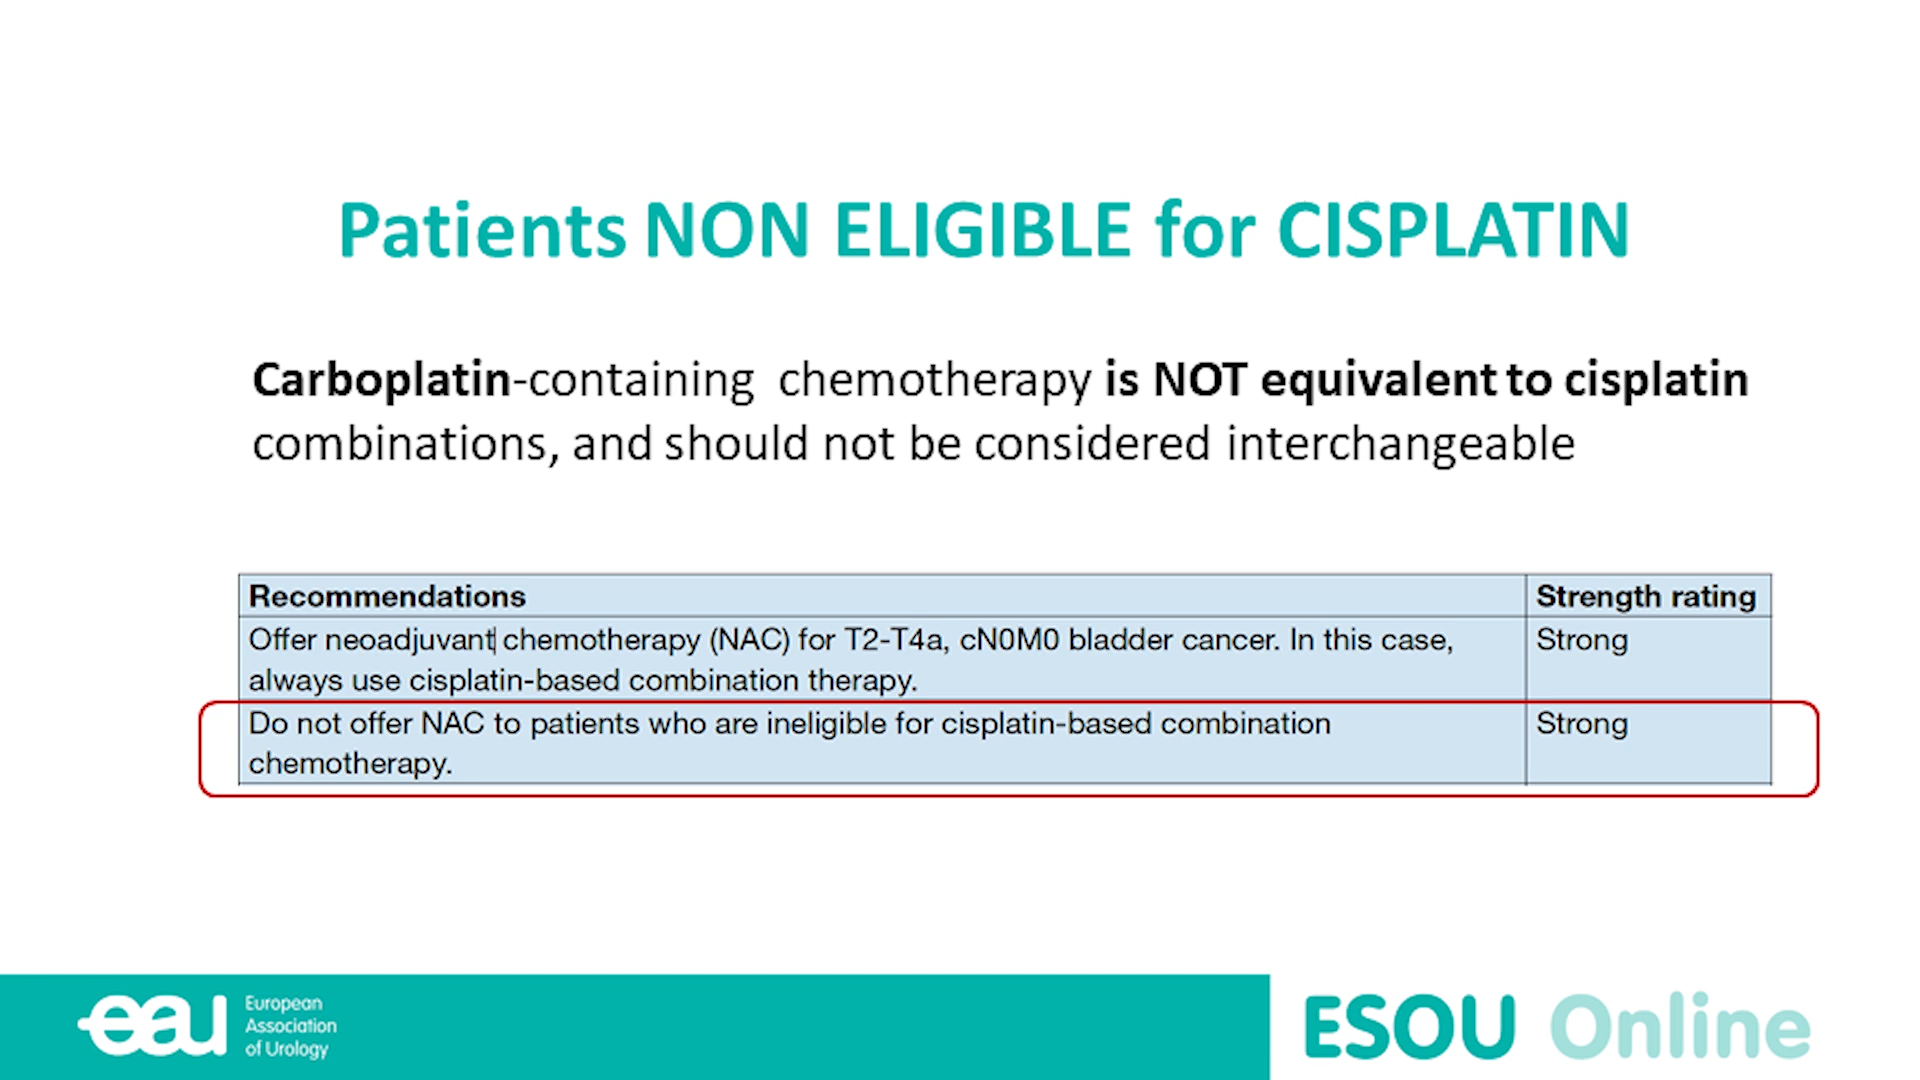 Patients NON ELIGIBLE for CISPLATIN
Carboplatin-containing chemotherapy is NOT equivalent to cisplatin
combinations, and should not be considered interchangeable
Recommendations Strength rating
Offer neoadjuvant chemotherapy (NAC) for T2-T4a, cN0M0 bladder cancer. In this case, Strong
always use cisplatin-based combination therapy.
Do not offer NAC to patients who are ineligible for cisplatin-based combination Strong
chemotherapy.
eau
European
Association
of Urology
ESOU Online